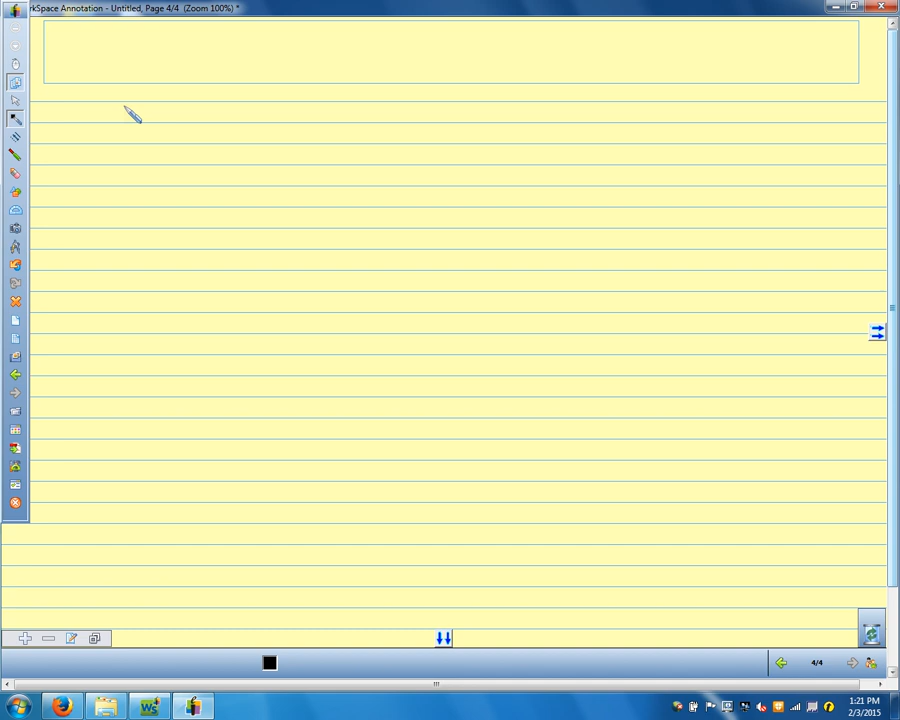 rkSpace Annotation - Untitled, Page 4/4 (Zoom 100%) *
4/4
1:21 PM
2/3/2015